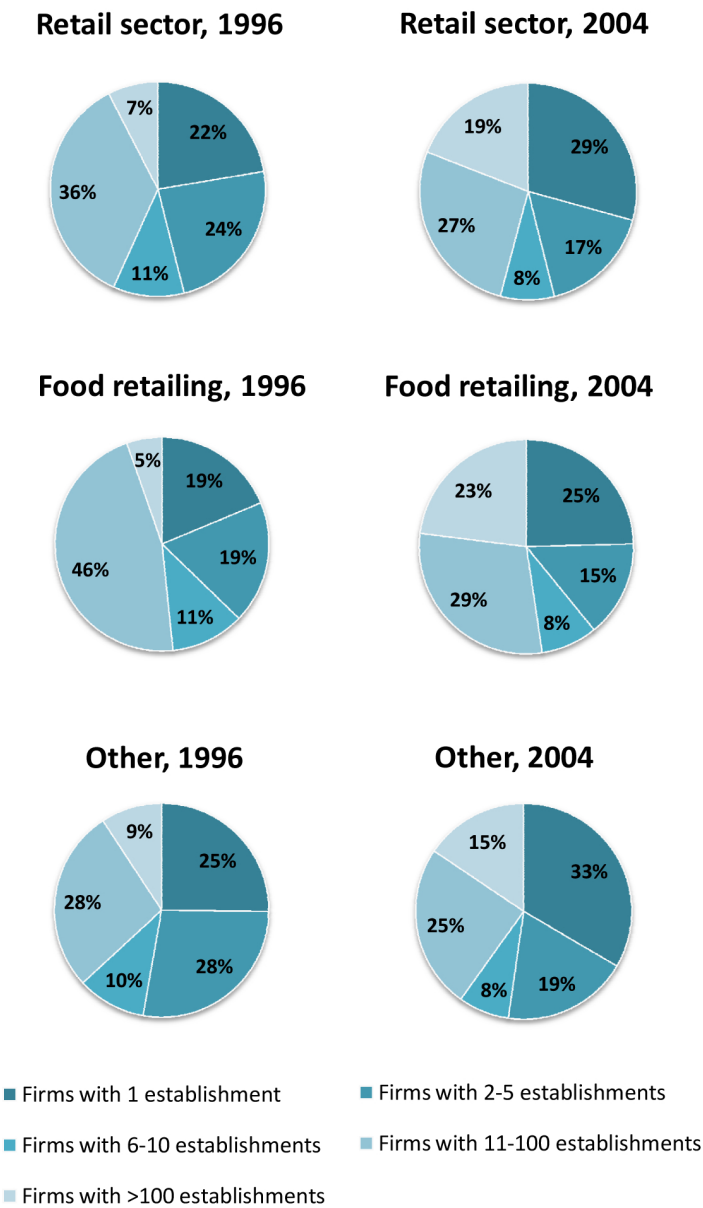 Retail sector, 1996
Retail sector, 2004
7%
22%
36%
24%
11%
19%
29%
27%
17%
8%
Food retailing, 1996
Food retailing, 2004
5%
19%
46%
19%
11%
23%
25%
29%
15%
8%
Other, 1996
Other, 2004
9%
25%
28%
28%
10%
15%
33%
25%
19%
8%
Firms with 1 establishment
Firms with 2-5 establishments
Firms with 6-10 establishments
Firms with 11-100 establishments
Firms with >100 establishments